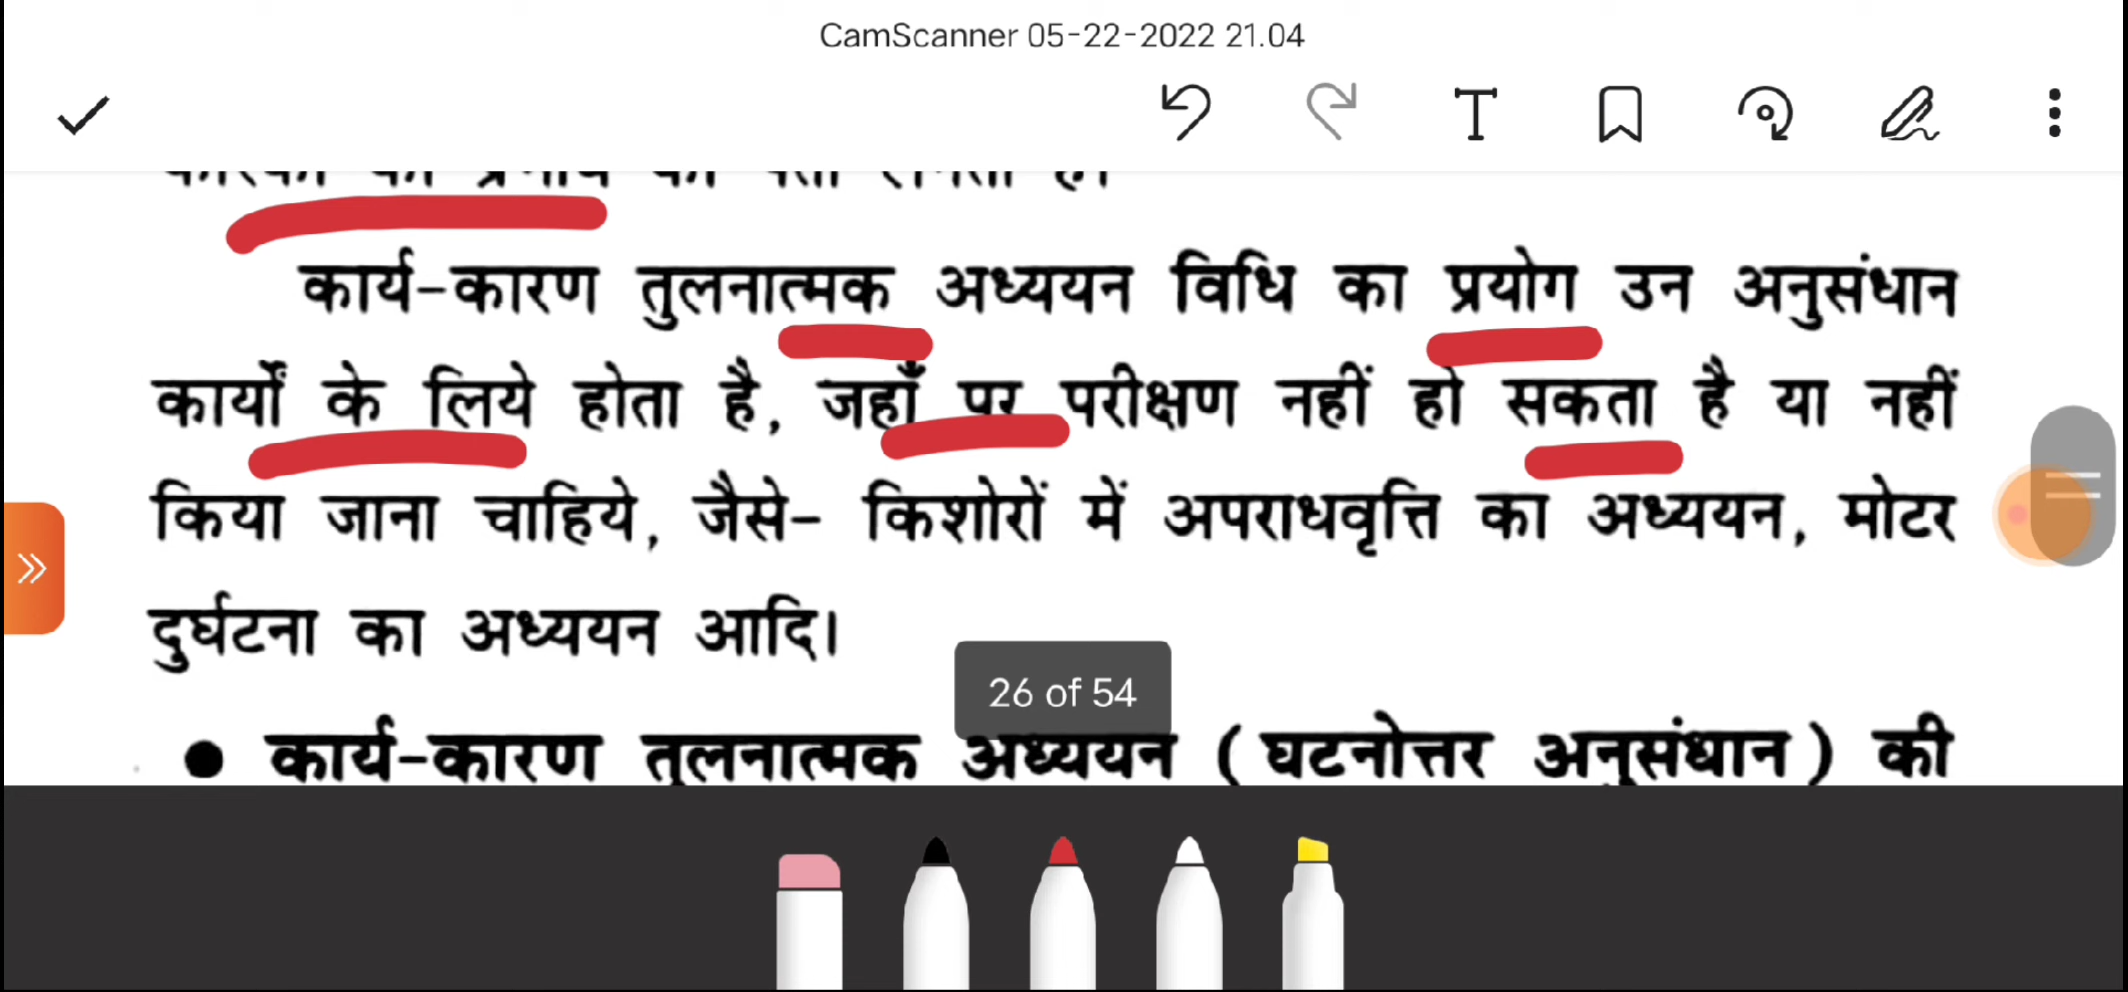 CamScanner 05-22-2022 21.04
कार्य-कारण तुलनात्मक अध्ययन विधि का प्रयोग उन अनुसंधान
कार्यों के लिये होता है, जहाँ पर परीक्षण नहीं हो सकता है या नहीं
किया जाना चाहिये, जैसे- किशोरों में अपराधवृत्ति का अध्ययन, मोटर
दुर्घटना का अध्ययन आदि।
26 of 54
● कार्य-कारण तुलनात्मक अध्ययन (घटनोत्तर अनुसंधान) की